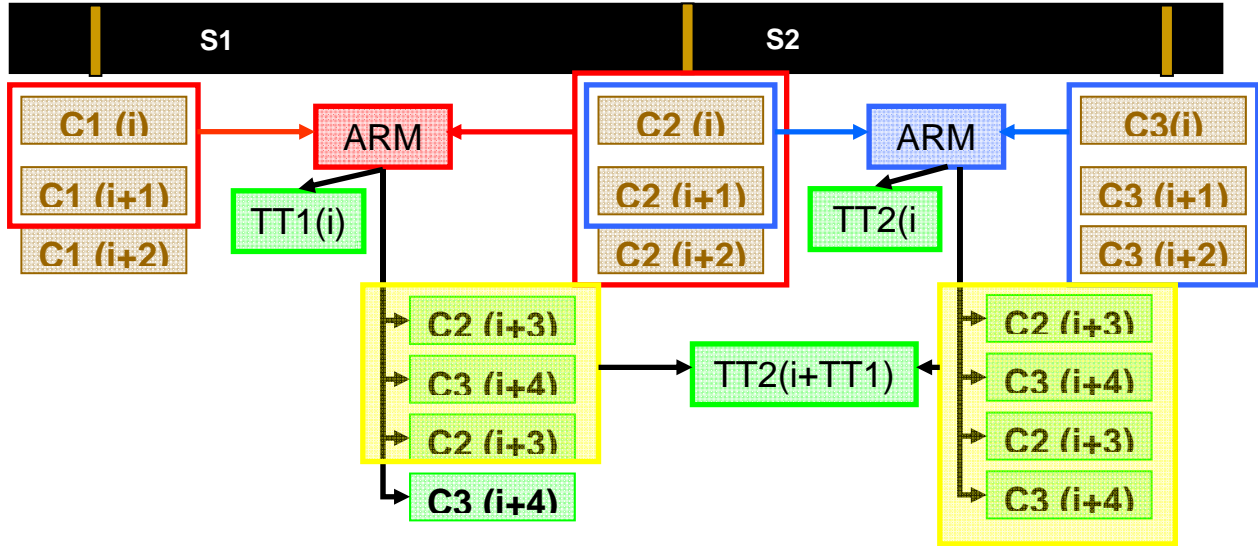 S1 S2
C1 (i) ARM C2 (i) ARM C3(i)
C1 (i+1) TT1(i) C2 (i+1) TT2(i C3 (i+1)
C1 (i+2) C2 (i+2) C3 (i+2)
C2 (i+3) C2 (i+3)
C3 (i+4) TT2(i+TT1) C3 (i+4)
C2 (i+3) C2 (i+3)
C3 (i+4) C3 (i+4)